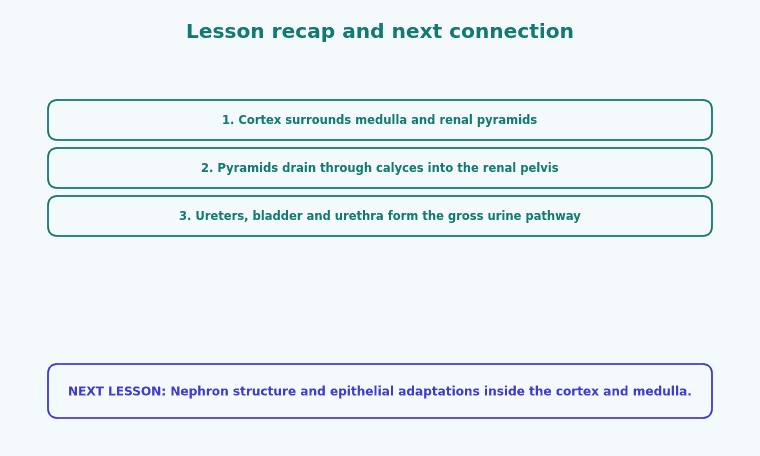 Lesson recap and next connection
1. Cortex surrounds medulla and renal pyramids
2. Pyramids drain through calyces into the renal pelvis
3. Ureters, bladder and urethra form the gross urine pathway
NEXT LESSON: Nephron structure and epithelial adaptations inside the cortex and medulla.